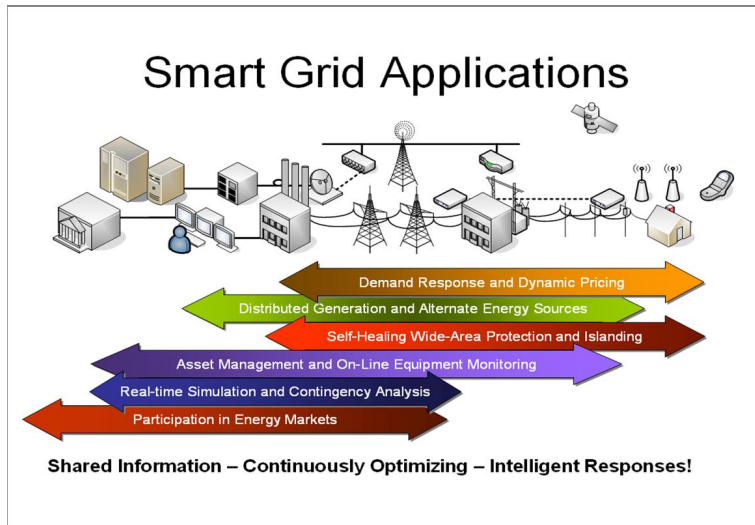 Smart Grid Applications
Demand Response and Dynamic Pricing
Distributed Generation and Alternate Energy Sources
Self-Healing Wide-Area Protection and Islanding
Asset Management and On-Line Equipment Monitoring
Real-time Simulation and Contingency Analysis
Participation in Energy Markets
Shared Information – Continuously Optimizing – Intelligent Responses!